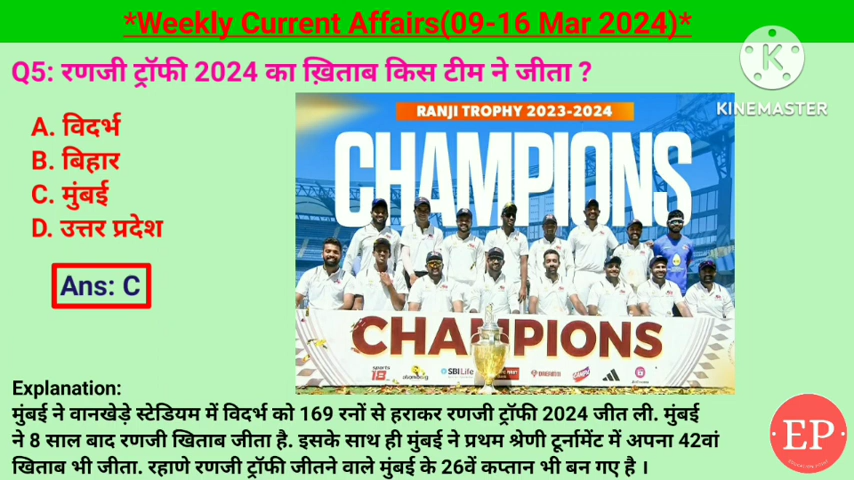 *Weekly Current Affairs(09-16 Mar 2024)*
Q5: रणजी ट्रॉफी 2024 का ख़िताब किस टीम ने जीता ?
KINEMASTER
A. विदर्भ
B. बिहार
C. मुंबई
D. उत्तर प्रदेश
Ans: C
RANJI TROPHY 2023-2024
CHAMPIONS
CHAMPIONS
SBI Life
Explanation:
मुंबई ने वानखेड़े स्टेडियम में विदर्भ को 169 रनों से हराकर रणजी ट्रॉफी 2024 जीत ली. मुंबई
ने 8 साल बाद रणजी खिताब जीता है. इसके साथ ही मुंबई ने प्रथम श्रेणी टूर्नामेंट में अपना 42वां
खिताब भी जीता. रहाणे रणजी ट्रॉफी जीतने वाले मुंबई के 26वें कप्तान भी बन गए है ।
EP